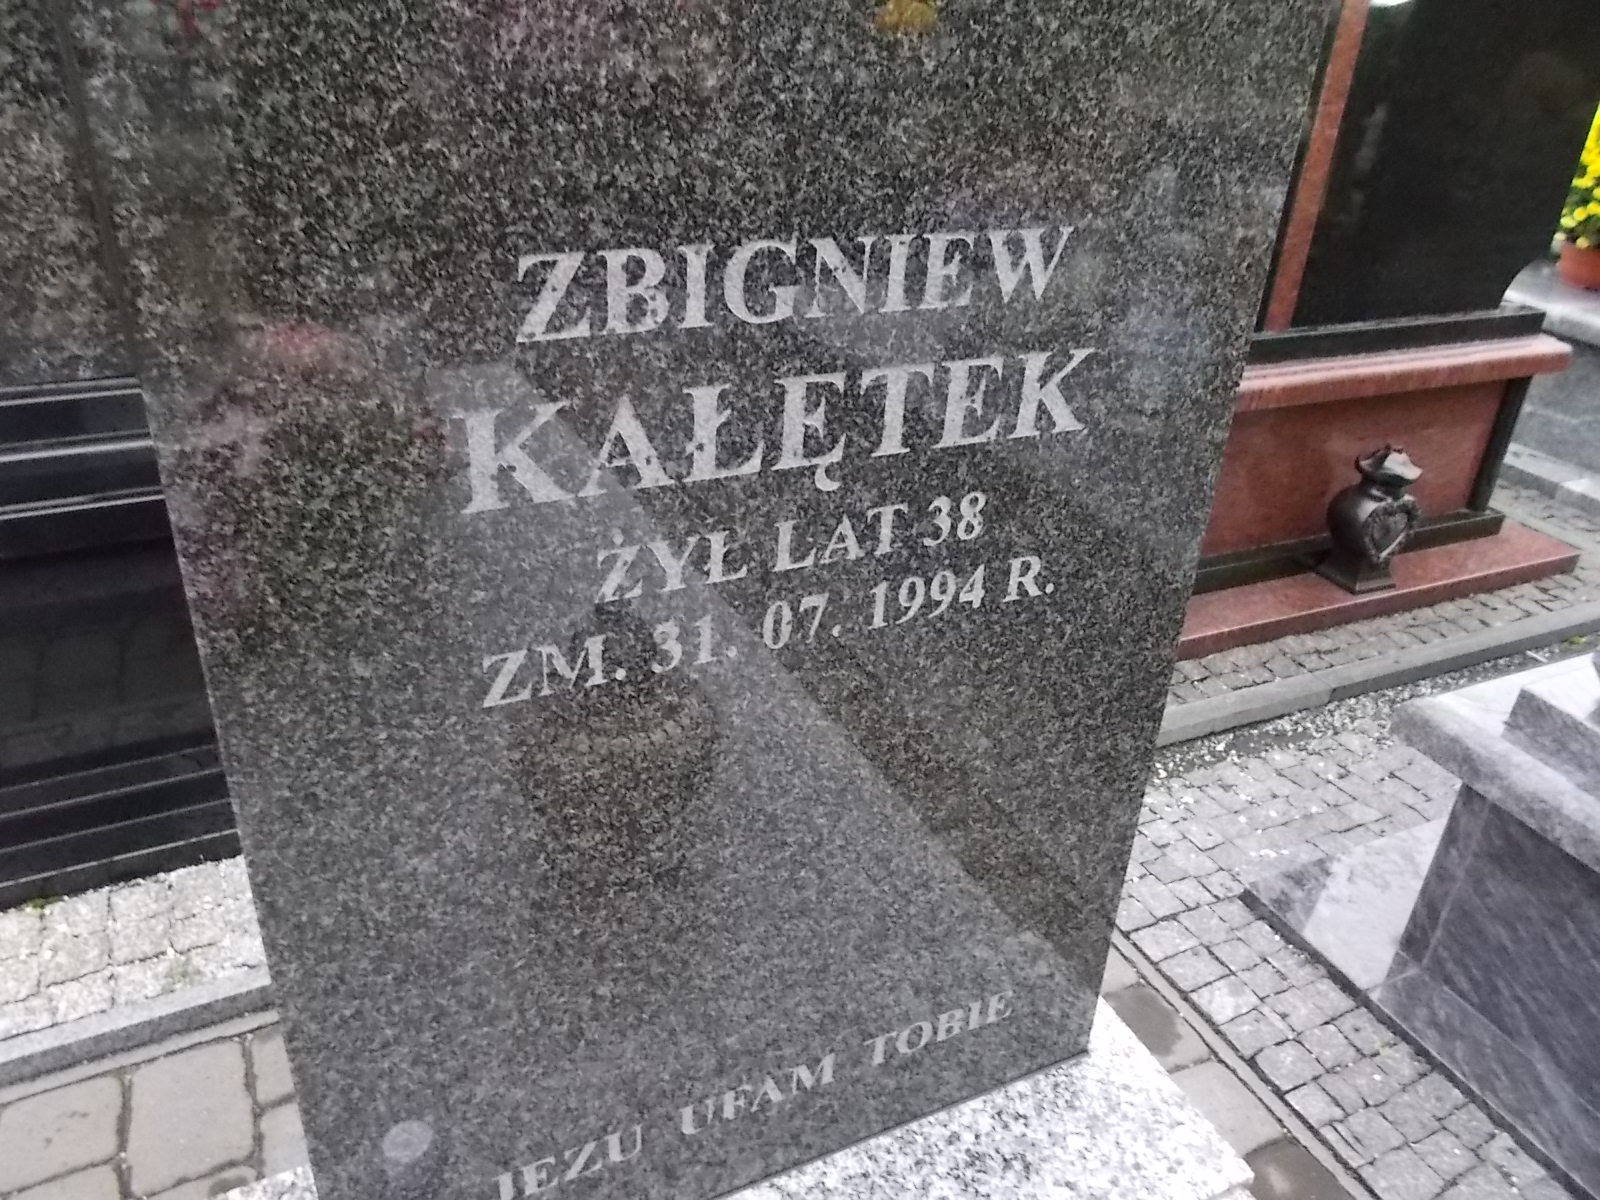 ZBIGNIEW
KAŁĘTEK
ŻYŁ LAT 38
ZM. 31. 07. 1994 R.
JEZU UFAM TOBIE